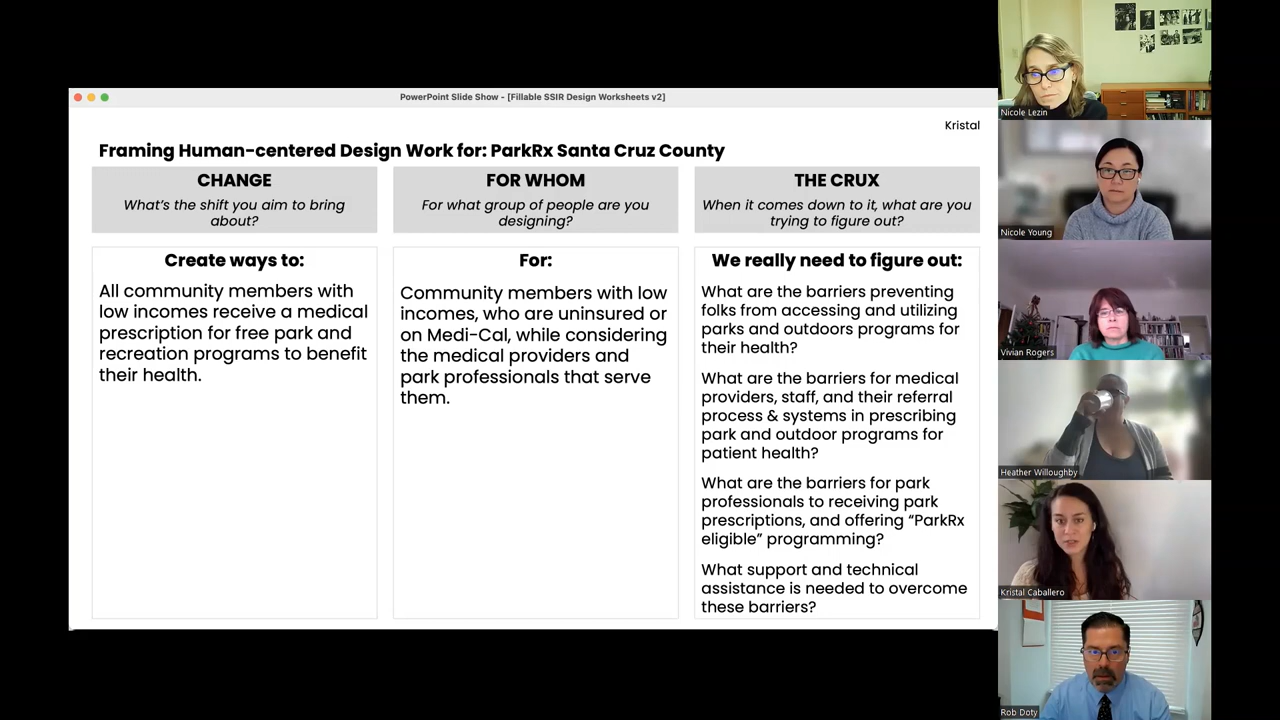 PowerPoint Slide Show - [Fillable SSIR Design Worksheets v2]
Kristal
Framing Human-centered Design Work for: ParkRx Santa Cruz County
CHANGE
What's the shift you aim to bring
about?
FOR WHOM
For what group of people are you
designing?
THE CRUX
When it comes down to it, what are you
trying to figure out?
Create ways to:
All community members with
low incomes receive a medical
prescription for free park and
recreation programs to benefit
their health.
For:
Community members with low
incomes, who are uninsured or
on Medi-Cal, while considering
the medical providers and
park professionals that serve
them.
We really need to figure out:
What are the barriers preventing
folks from accessing and utilizing
parks and outdoors programs for
their health?
What are the barriers for medical
providers, staff, and their referral
process & systems in prescribing
park and outdoor programs for
patient health?
What are the barriers for park
professionals to receiving park
prescriptions, and offering “ParkRx
eligible” programming?
What support and technical
assistance is needed to overcome
these barriers?
Nicole Lezin
Nicole Young
Vivian Rogers
Heather Willoughby
Kristal Caballero
Rob Doty